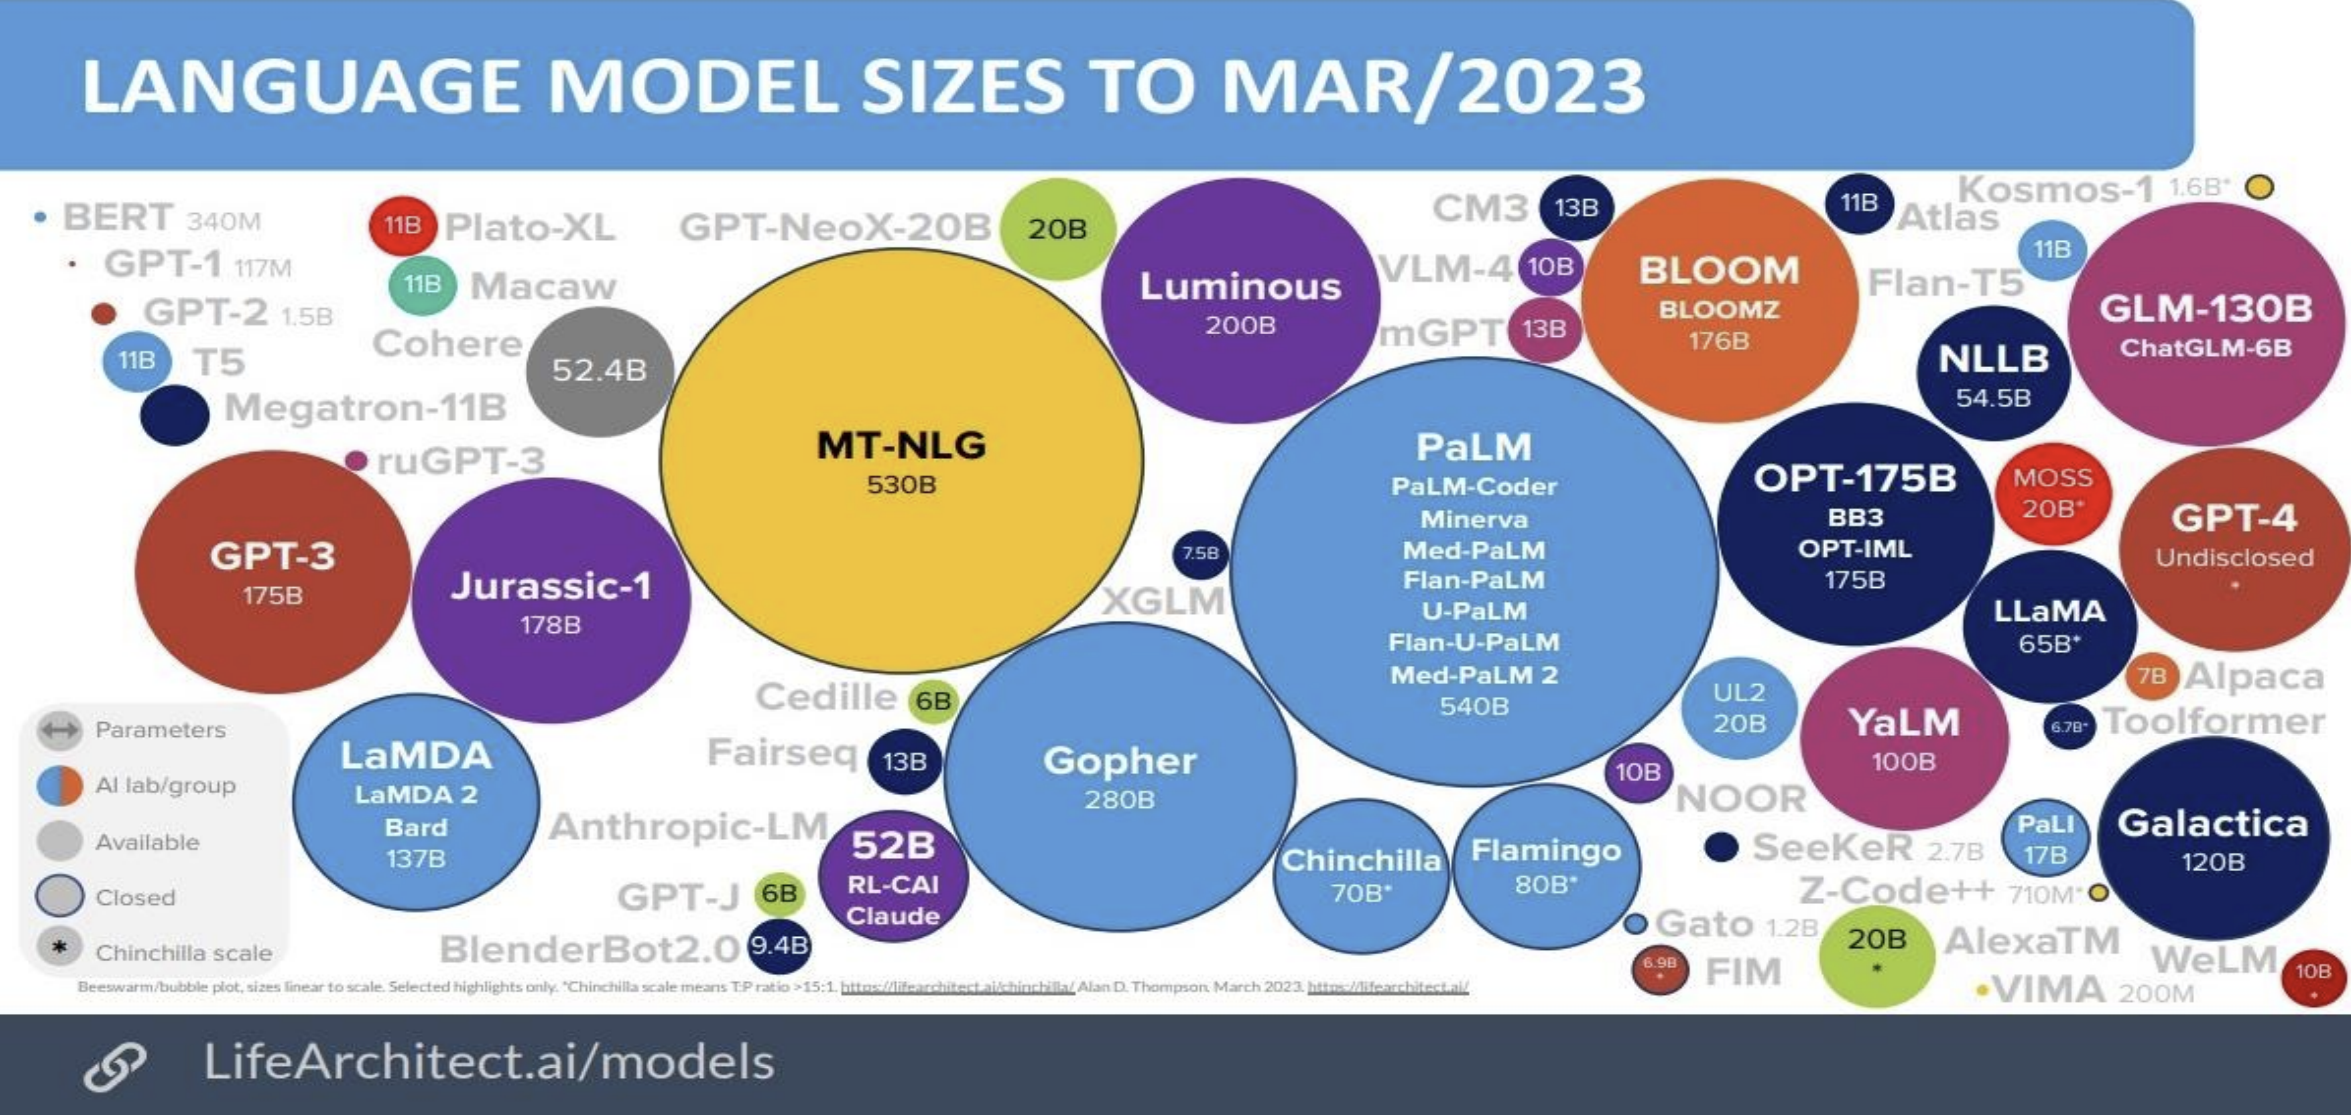 LANGUAGE MODEL SIZES TO MAR/2023
BERT 340M
GPT-1 117M
GPT-2 1.5B
11B T5
Megatron-11B
ruGPT-3
11B Plato-XL
11B Macaw
Cohere
52.4B
GPT-NeoX-20B
20B
MT-NLG
530B
Luminous
200B
CM3 13B
VLM-4 10B
mGPT 13B
BLOOM
BLOOMZ
176B
11B Atlas
Kosmos-1 1.6B*
Flan-T5 11B
GLM-130B
ChatGLM-6B
NLLB
54.5B
GPT-3
175B
Jurassic-1
178B
7.5B
XGLM
PaLM
PaLM-Coder
Minerva
Med-PaLM
Flan-PaLM
U-PaLM
Flan-U-PaLM
Med-PaLM 2
540B
OPT-175B
BB3
OPT-IML
175B
MOSS
20B*
GPT-4
Undisclosed
*
LLaMA
65B*
7B Alpaca
6.7B* Toolformer
LaMDA
LaMDA 2
Bard
137B
Cedille 6B
Fairseq 13B
Anthropic-LM
52B
RL-CAI
Claude
GPT-J 6B
BlenderBot2.0 9.4B
Gopher
280B
Chinchilla
70B*
Flamingo
80B*
10B
NOOR
UL2
20B
YaLM
100B
SeeKeR 2.7B
PaLI
17B
Galactica
120B
Z-Code++ 710M*
Gato 1.2B
6.9B
*
FIM
20B
*
AlexaTM
VIMA 200M
WeLM
10B
*
Parameters
AI lab/group
Available
Closed
* Chinchilla scale
Beeswarm/bubble plot, sizes linear to scale. Selected highlights only. *Chinchilla scale means T:P ratio >15:1. https://lifearchitect.ai/chinchilla/ Alan D. Thompson. March 2023. https://lifearchitect.ai/
LifeArchitect.ai/models